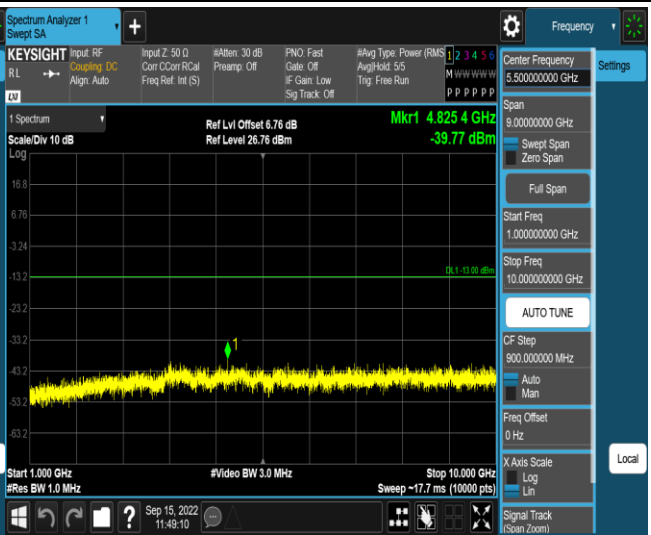 Spectrum Analyzer 1
Swept SA
+
Frequency
KEYSIGHT
RL
LXI
Input: RF
Coupling: DC
Align: Auto
Input Z: 50 Ω
Corr CCorr RCal
Freq Ref: Int (S)
#Atten: 30 dB
Preamp: Off
PNO: Fast
Gate: Off
IF Gain: Low
Sig Track: Off
#Avg Type: Power (RMS
Avg|Hold: 5/5
Trig: Free Run
1 2 3 4 5 6
M W W W W W
P P P P P P
1 Spectrum
Scale/Div 10 dB
Log
Ref Lvl Offset 6.76 dB
Ref Level 26.76 dBm
Mkr1 4.825 4 GHz
-39.77 dBm
16.8
6.76
-3.24
-13.2
DL1 -13.00 dBm
-23.2
-33.2
1
-43.2
-53.2
-63.2
Start 1.000 GHz
#Res BW 1.0 MHz
#Video BW 3.0 MHz
Stop 10.000 GHz
Sweep ~17.7 ms (10000 pts)
?
Sep 15, 2022
11:49:10
Center Frequency
5.500000000 GHz
Settings
Span
9.00000000 GHz
Swept Span
Zero Span
Full Span
Start Freq
1.000000000 GHz
Stop Freq
10.000000000 GHz
AUTO TUNE
CF Step
900.000000 MHz
Auto
Man
Freq Offset
0 Hz
X Axis Scale
Log
Lin
Local
Signal Track
(Span Zoom)